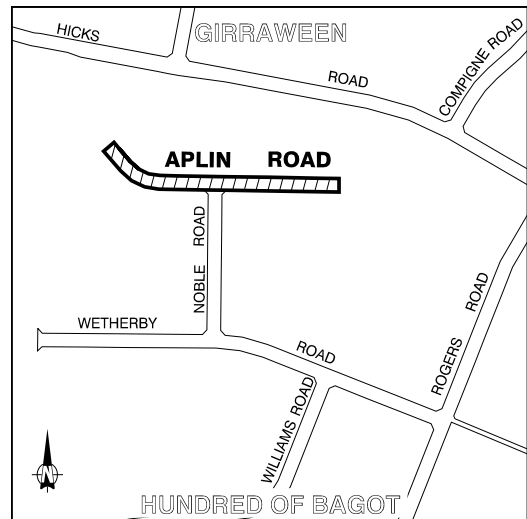 GIRRAWEEN
HICKS ROAD
COMPIGNE ROAD
APLIN ROAD
NOBLE ROAD
WETHERBY ROAD
ROGERS ROAD
WILLIAMS ROAD
N
HUNDRED OF BAGOT